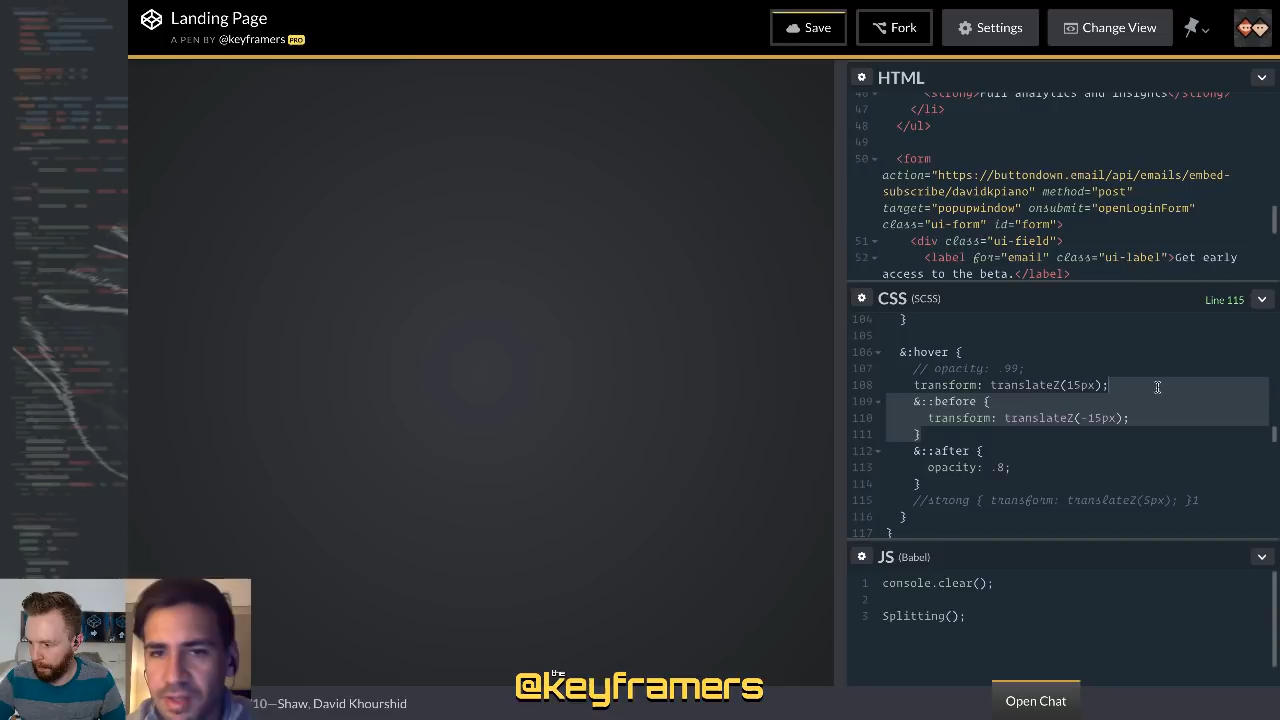 Landing Page
A PEN BY @keyframers PRO
Save
Fork
Settings
Change View
HTML
46 <strong>Full analytics and insights</strong>
47 </li>
48 </ul>
49
50 <form
action="https://buttondown.email/api/emails/embed-
subscribe/davidkpiano" method="post"
target="popupwindow" onsubmit="openLoginForm"
class="ui-form" id="form">
51 <div class="ui-field">
52 <label for="email" class="ui-label">Get early
access to the beta.</label>
CSS (SCSS)
Line 115
104 }
105
106 &:hover {
107 // opacity: .99;
108 transform: translateZ(15px);
109 &::before {
110 transform: translateZ(-15px);
111 }
112 &::after {
113 opacity: .8;
114 }
115 //strong { transform: translateZ(5px); }1
116 }
117 }
JS (Babel)
1 console.clear();
2
3 Splitting();
the
@keyframers
/10—Shaw, David Khourshid
Open Chat